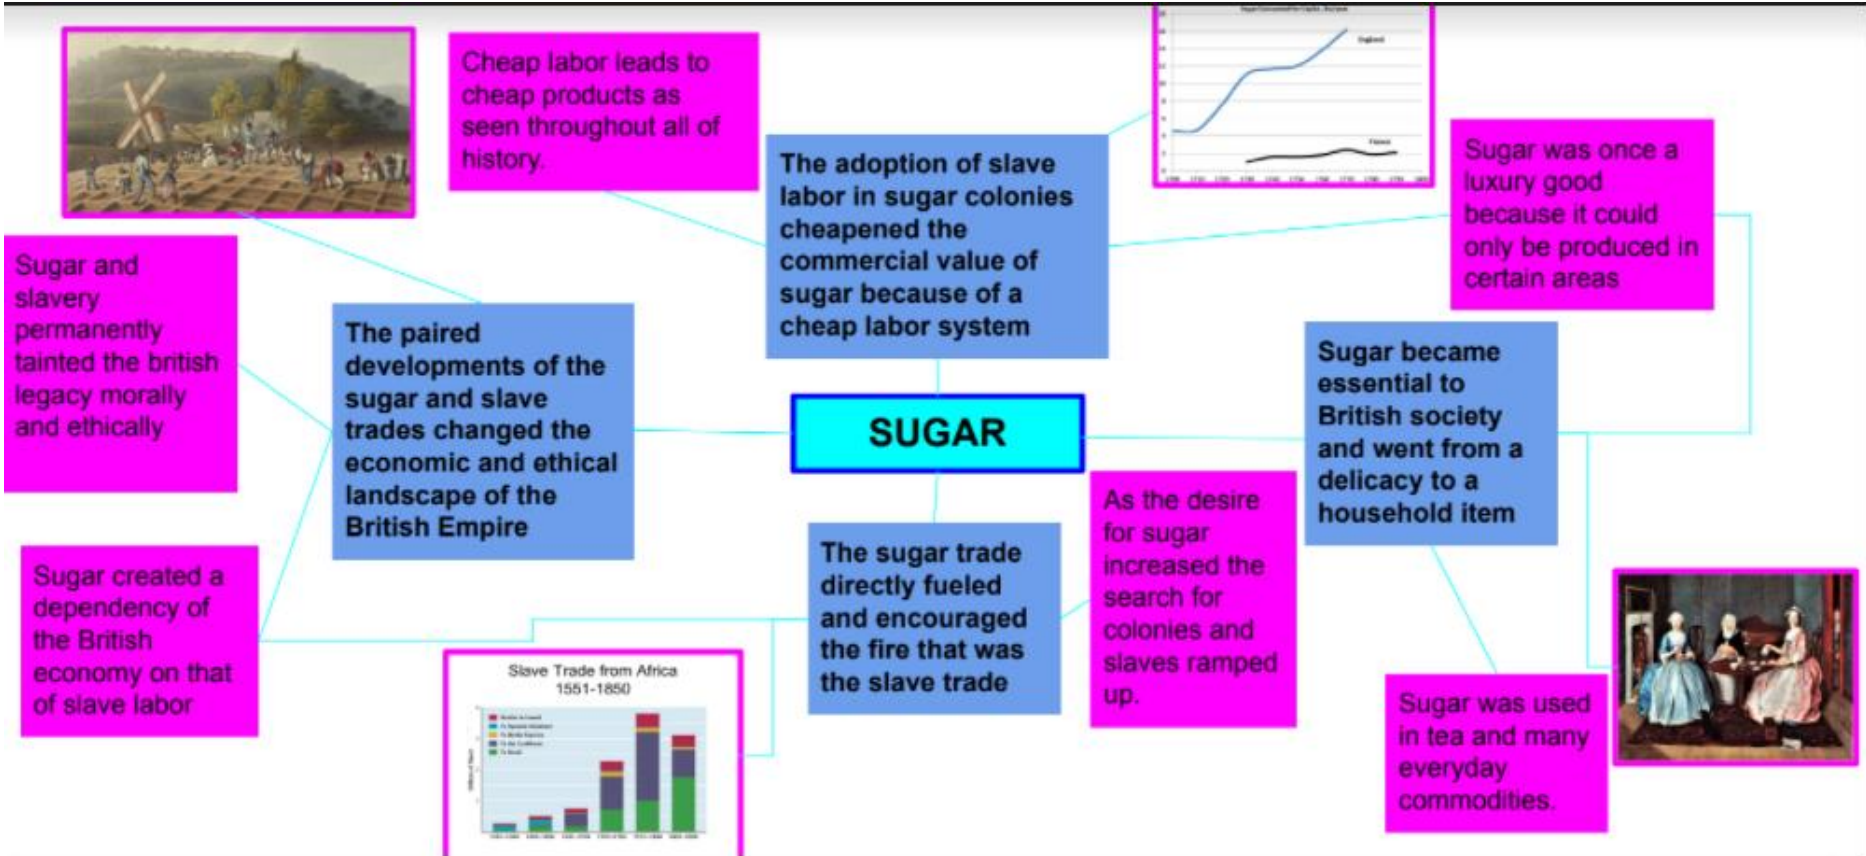 Cheap labor leads to
cheap products as
seen throughout all of
history.
The adoption of slave
labor in sugar colonies
cheapened the
commercial value of
sugar because of a
cheap labor system
England
France
Sugar was once a
luxury good
because it could
only be produced in
certain areas
Sugar and
slavery
permanently
tainted the british
legacy morally
and ethically
The paired
developments of the
sugar and slave
trades changed the
economic and ethical
landscape of the
British Empire
SUGAR
Sugar became
essential to
British society
and went from a
delicacy to a
household item
Sugar created a
dependency of
the British
economy on that
of slave labor
The sugar trade
directly fueled
and encouraged
the fire that was
the slave trade
As the desire
for sugar
increased the
search for
colonies and
slaves ramped
up.
Slave Trade from Africa
1551-1850
Sugar was used
in tea and many
everyday
commodities.